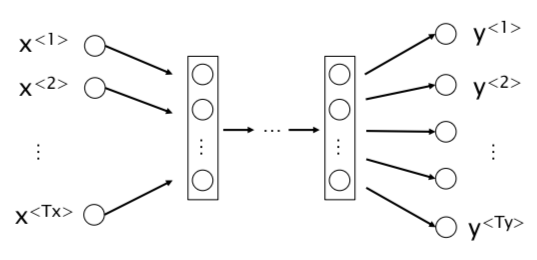 x<1>
x<2>
⋮
x<Tx>
⋮
...
⋮
y<1>
y<2>
⋮
y<Ty>